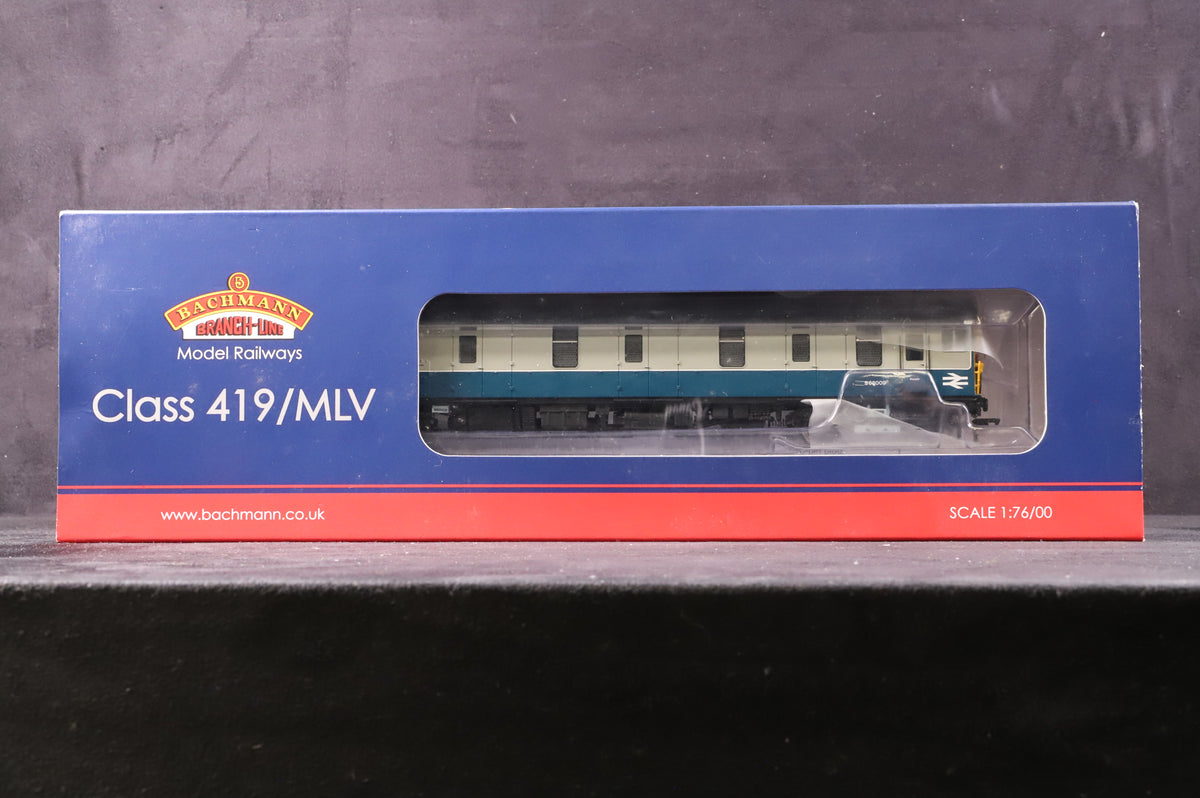 B
BACHMANN
BRANCH-LINE
Model Railways
Class 419/MLV
www.bachmann.co.uk
SCALE 1:76/00